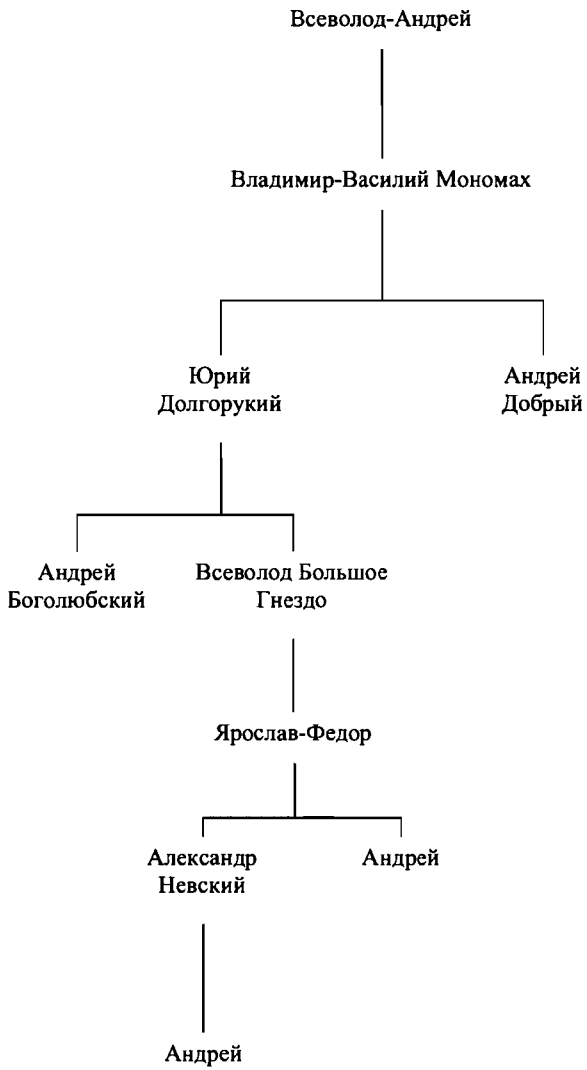 Всеволод-Андрей
Владимир-Василий Мономах
Юрий
Долгорукий
Андрей
Добрый
Андрей
Боголюбский
Всеволод Большое
Гнездо
Ярослав-Федор
Александр
Невский
Андрей
Андрей